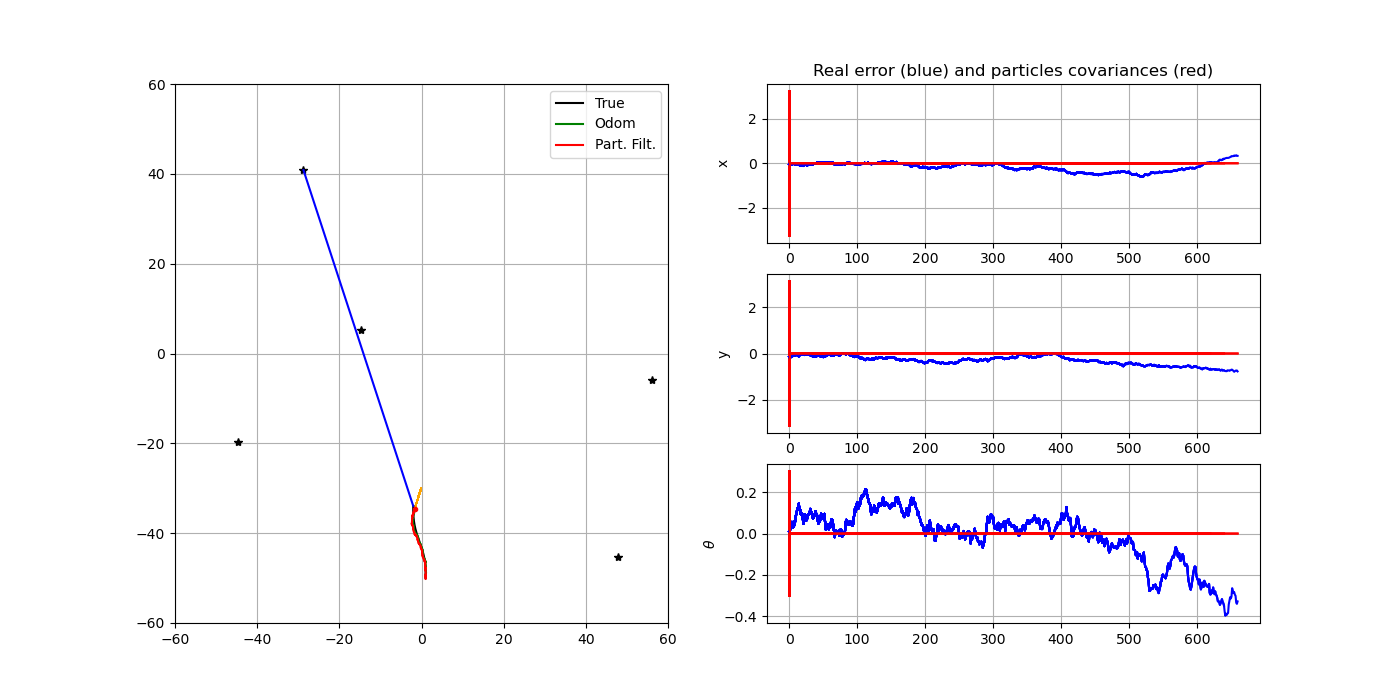 60
40
20
0
−20
−40
−60
−60 −40 −20 0 20 40 60
True
Odom
Part. Filt.
Real error (blue) and particles covariances (red)
x
2
0
−2
0 100 200 300 400 500 600
y
2
0
−2
0 100 200 300 400 500 600
θ
0.2
0.0
−0.2
−0.4
0 100 200 300 400 500 600